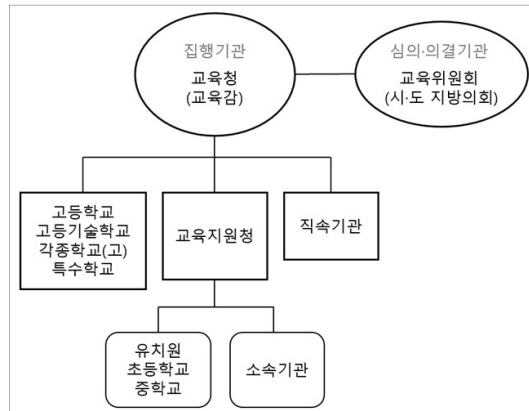 집행기관
교육청
(교육감)
심의·의결기관
교육위원회
(시·도 지방의회)
고등학교
고등기술학교
각종학교(고)
특수학교
교육지원청
직속기관
유치원
초등학교
중학교
소속기관